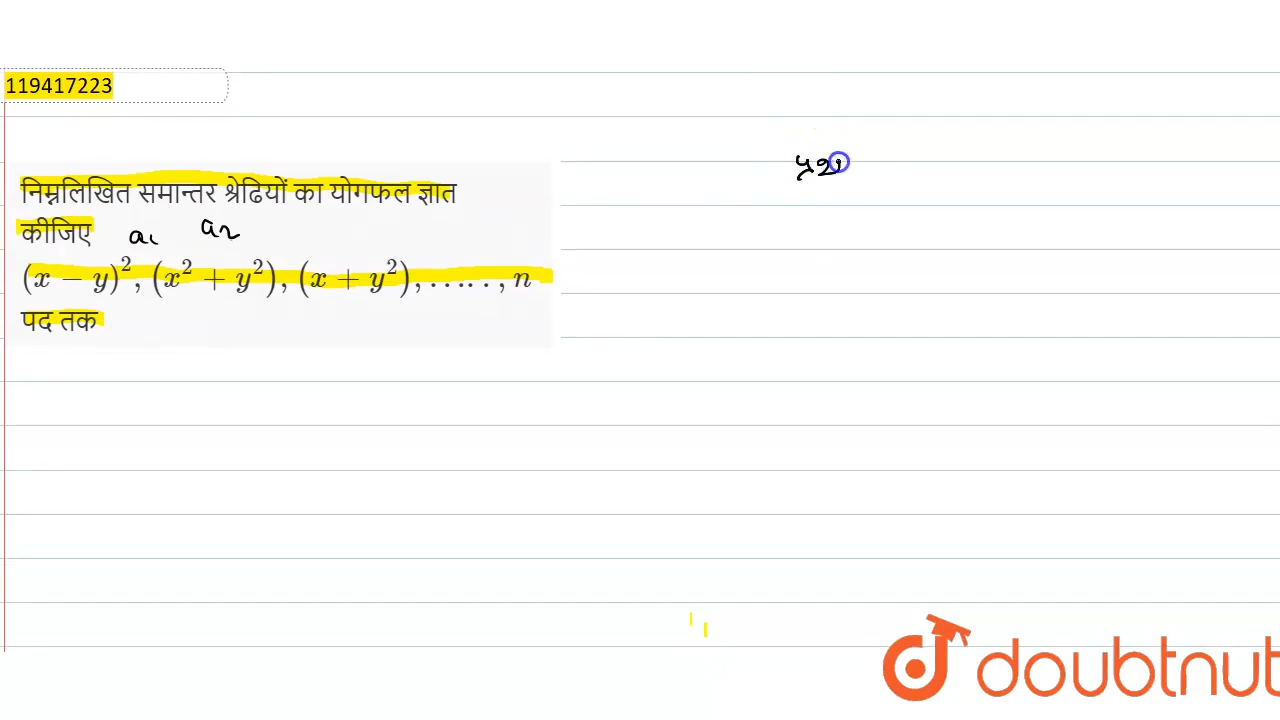 119417223
निम्नलिखित समान्तर श्रेढियों का योगफल ज्ञात
कीजिए a₁ a₂
(x − y)², (x² + y²), (x + y²), ....., n
पद तक
doubtnut